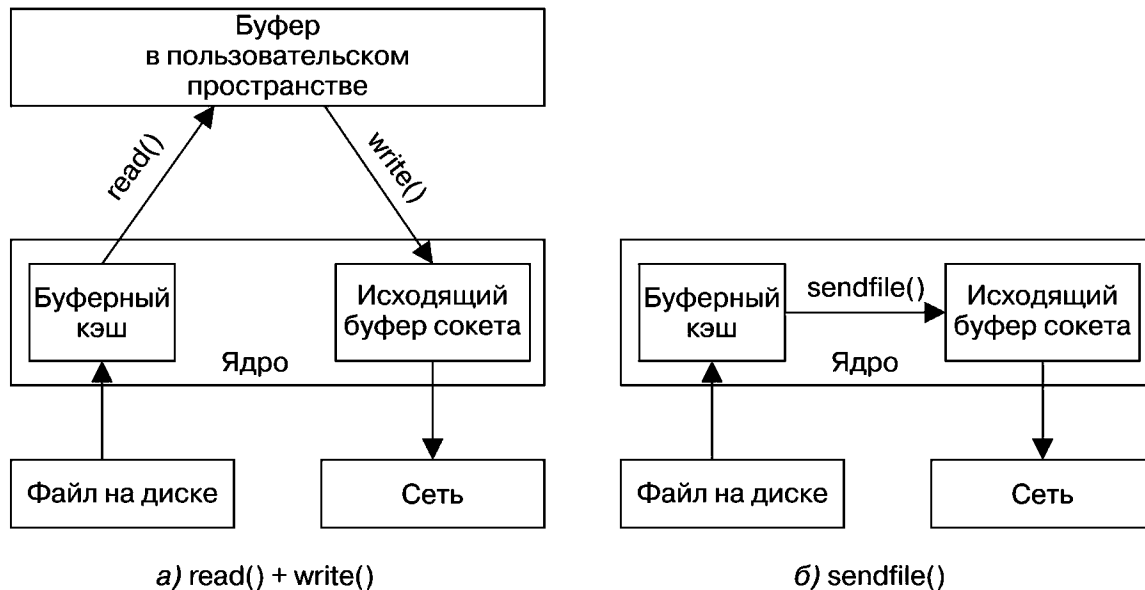 Буфер
в пользовательском
пространстве
read()
write()
Буферный
кэш
Исходящий
буфер сокета
Ядро
Файл на диске
Сеть
а) read() + write()
Буферный
кэш
sendfile()
Исходящий
буфер сокета
Ядро
Файл на диске
Сеть
б) sendfile()